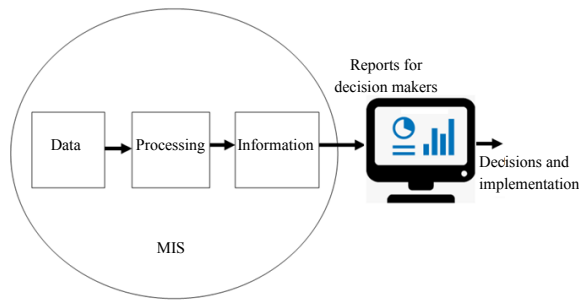 Reports for
decision makers
Data
Processing
Information
Decisions and
implementation
MIS